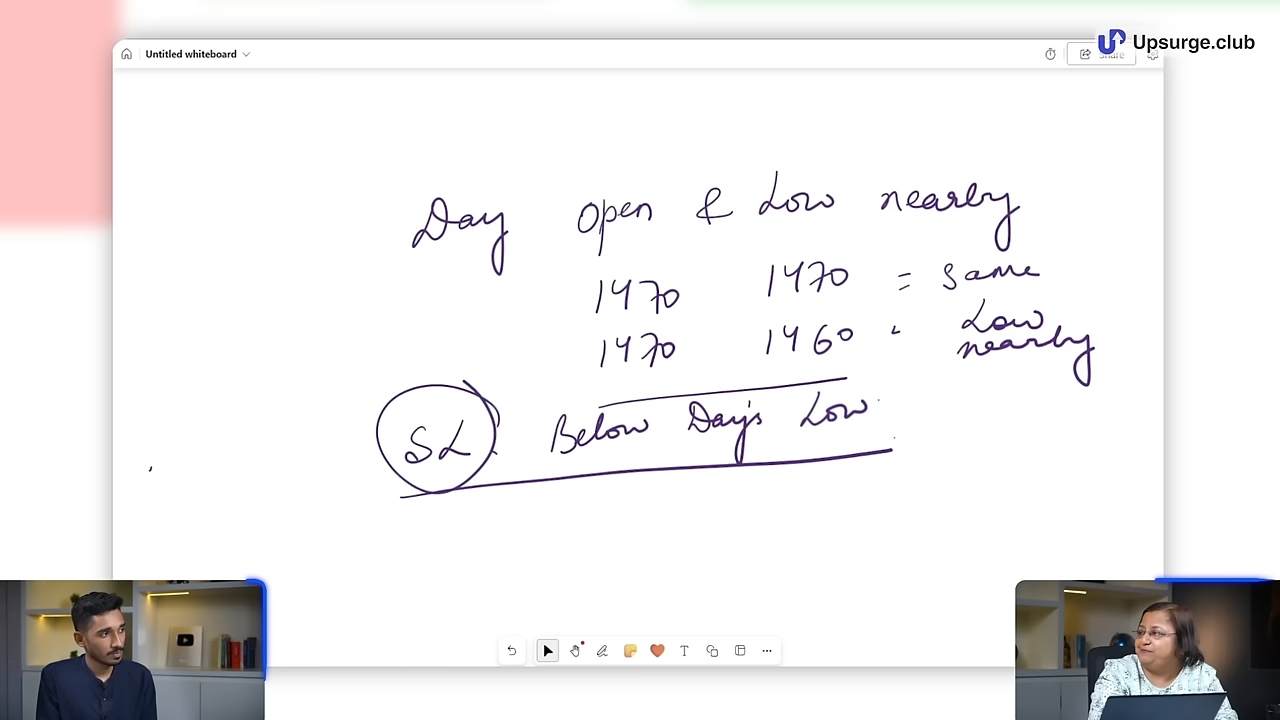 Upsurge.club
Untitled whiteboard
Share
Day open & Low nearby
1470 1470 = same
1470 1460 Low nearby
SL. Below Day's Low